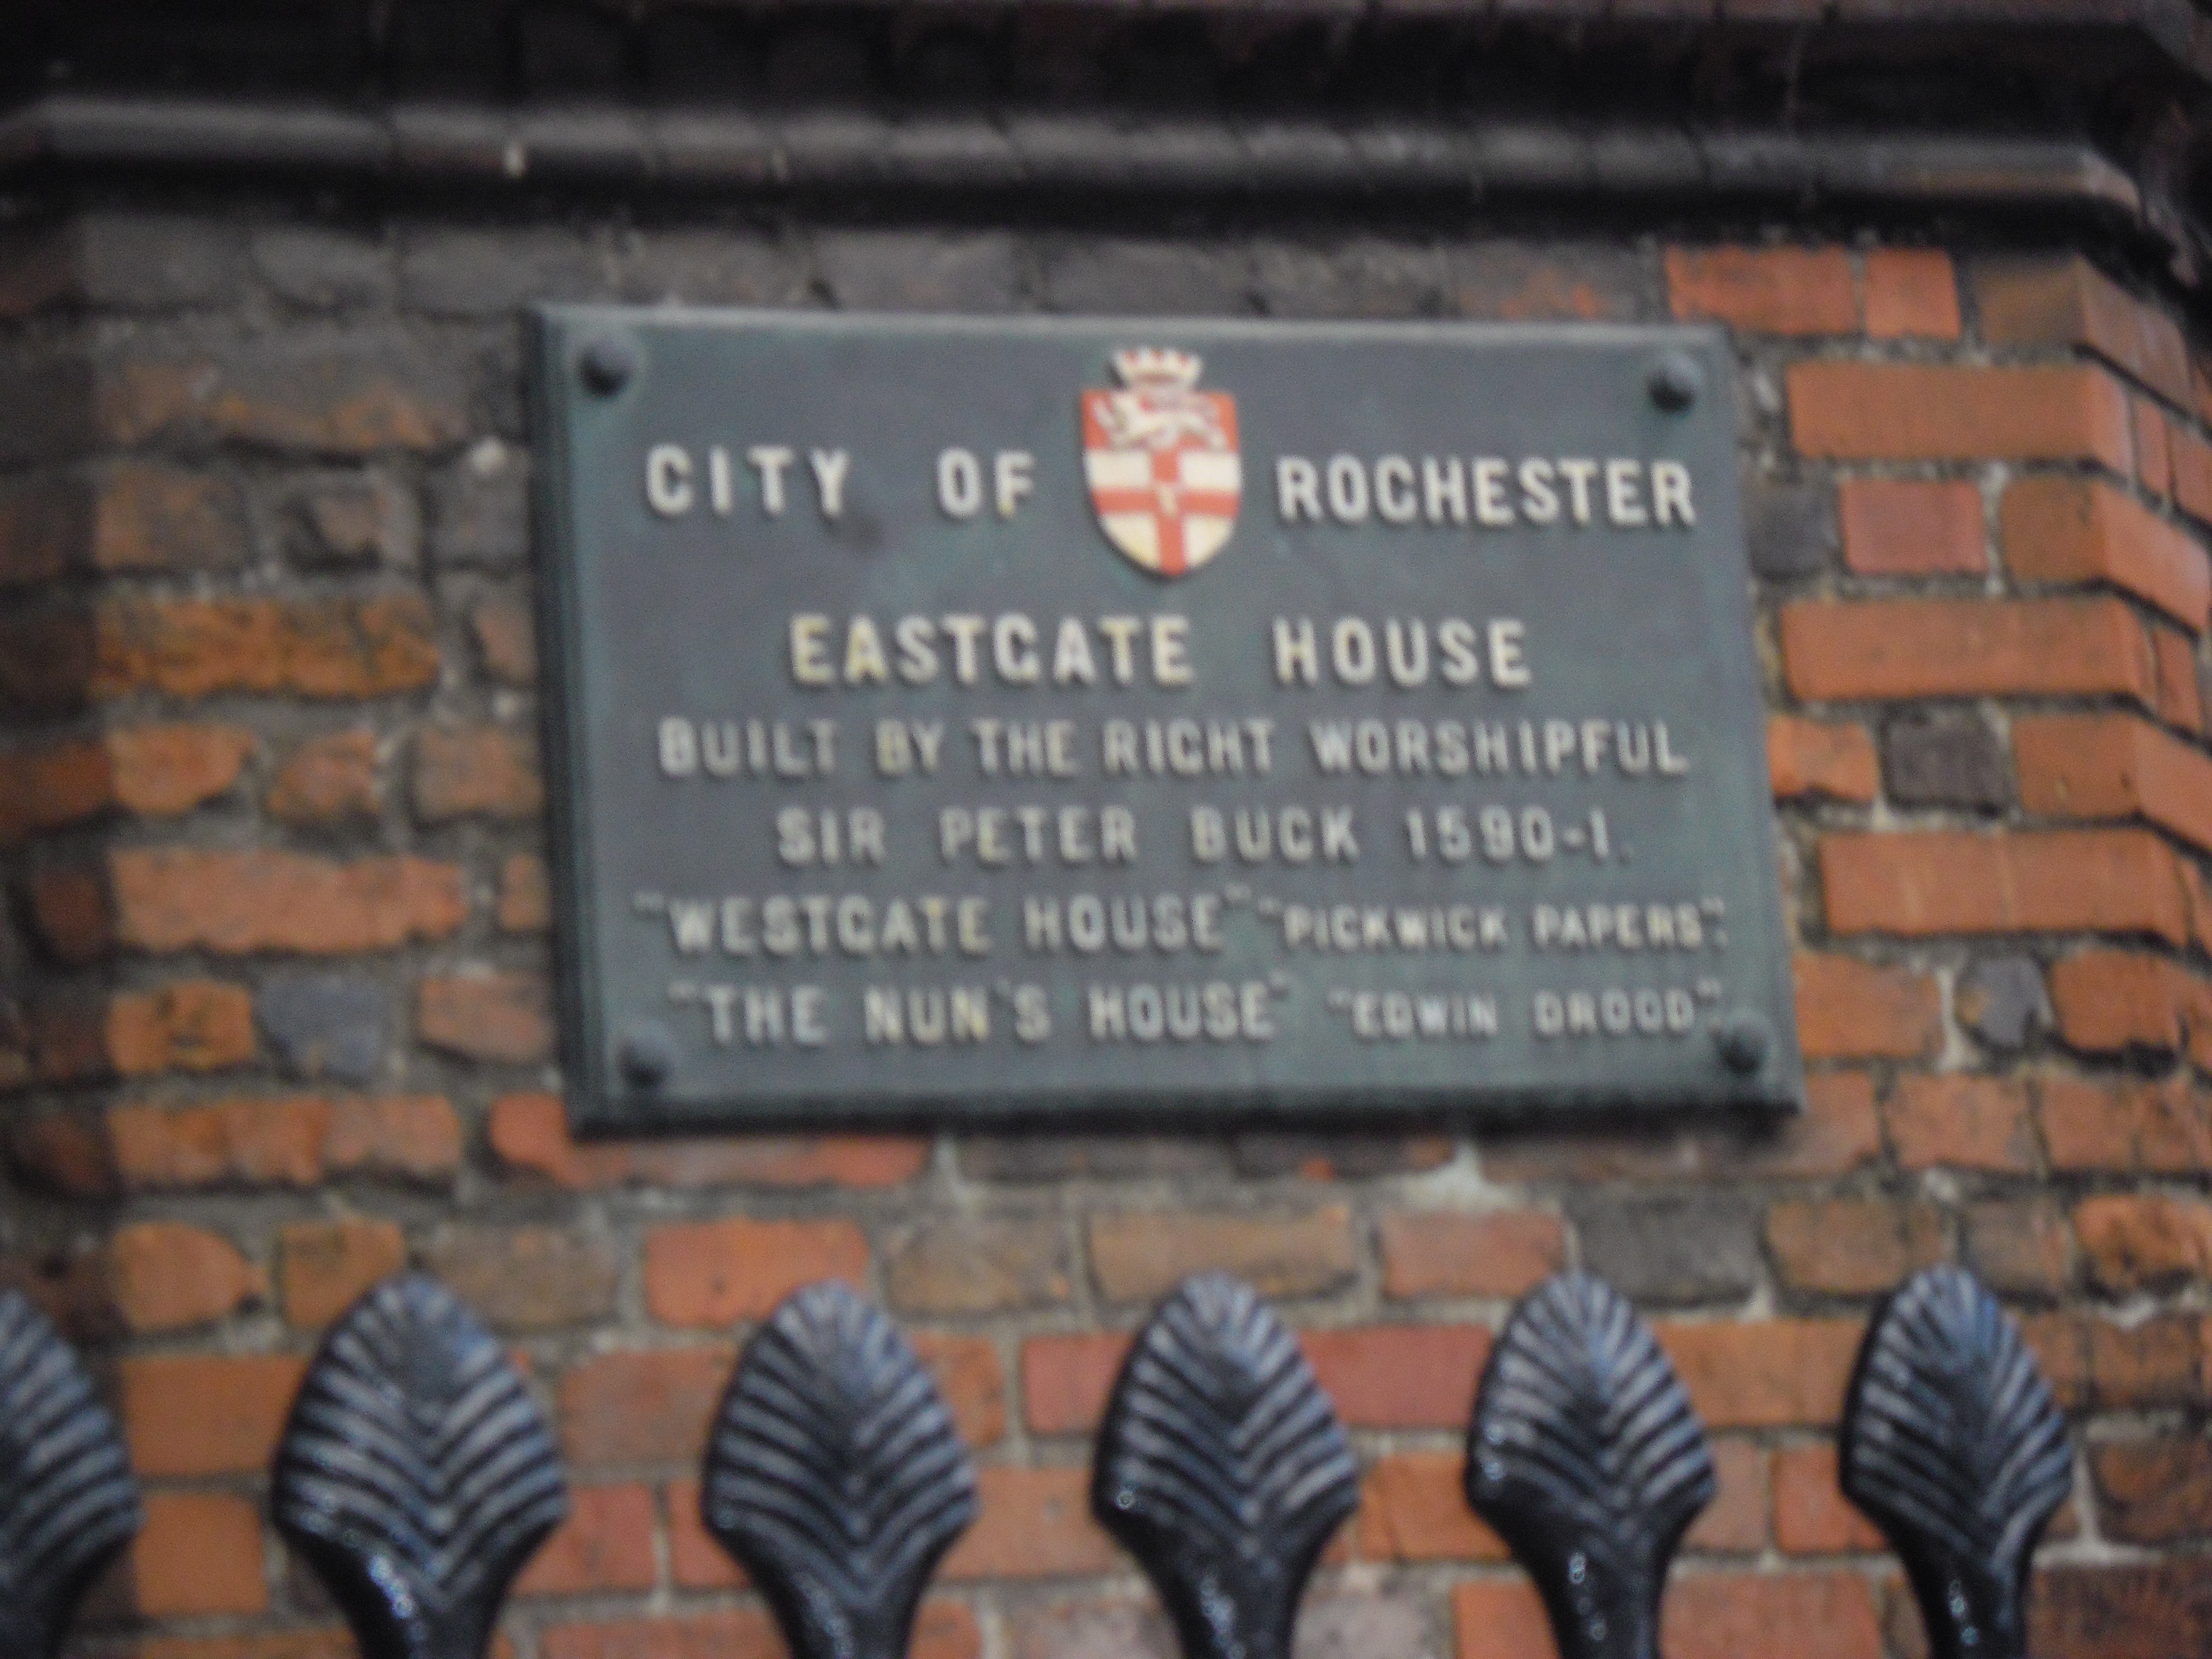 CITY OF ROCHESTER
EASTGATE HOUSE
BUILT BY THE RIGHT WORSHIPFUL
SIR PETER BUCK 1590-1.
"WESTGATE HOUSE" "PICKWICK PAPERS".
"THE NUN'S HOUSE" "EDWIN DROOD".